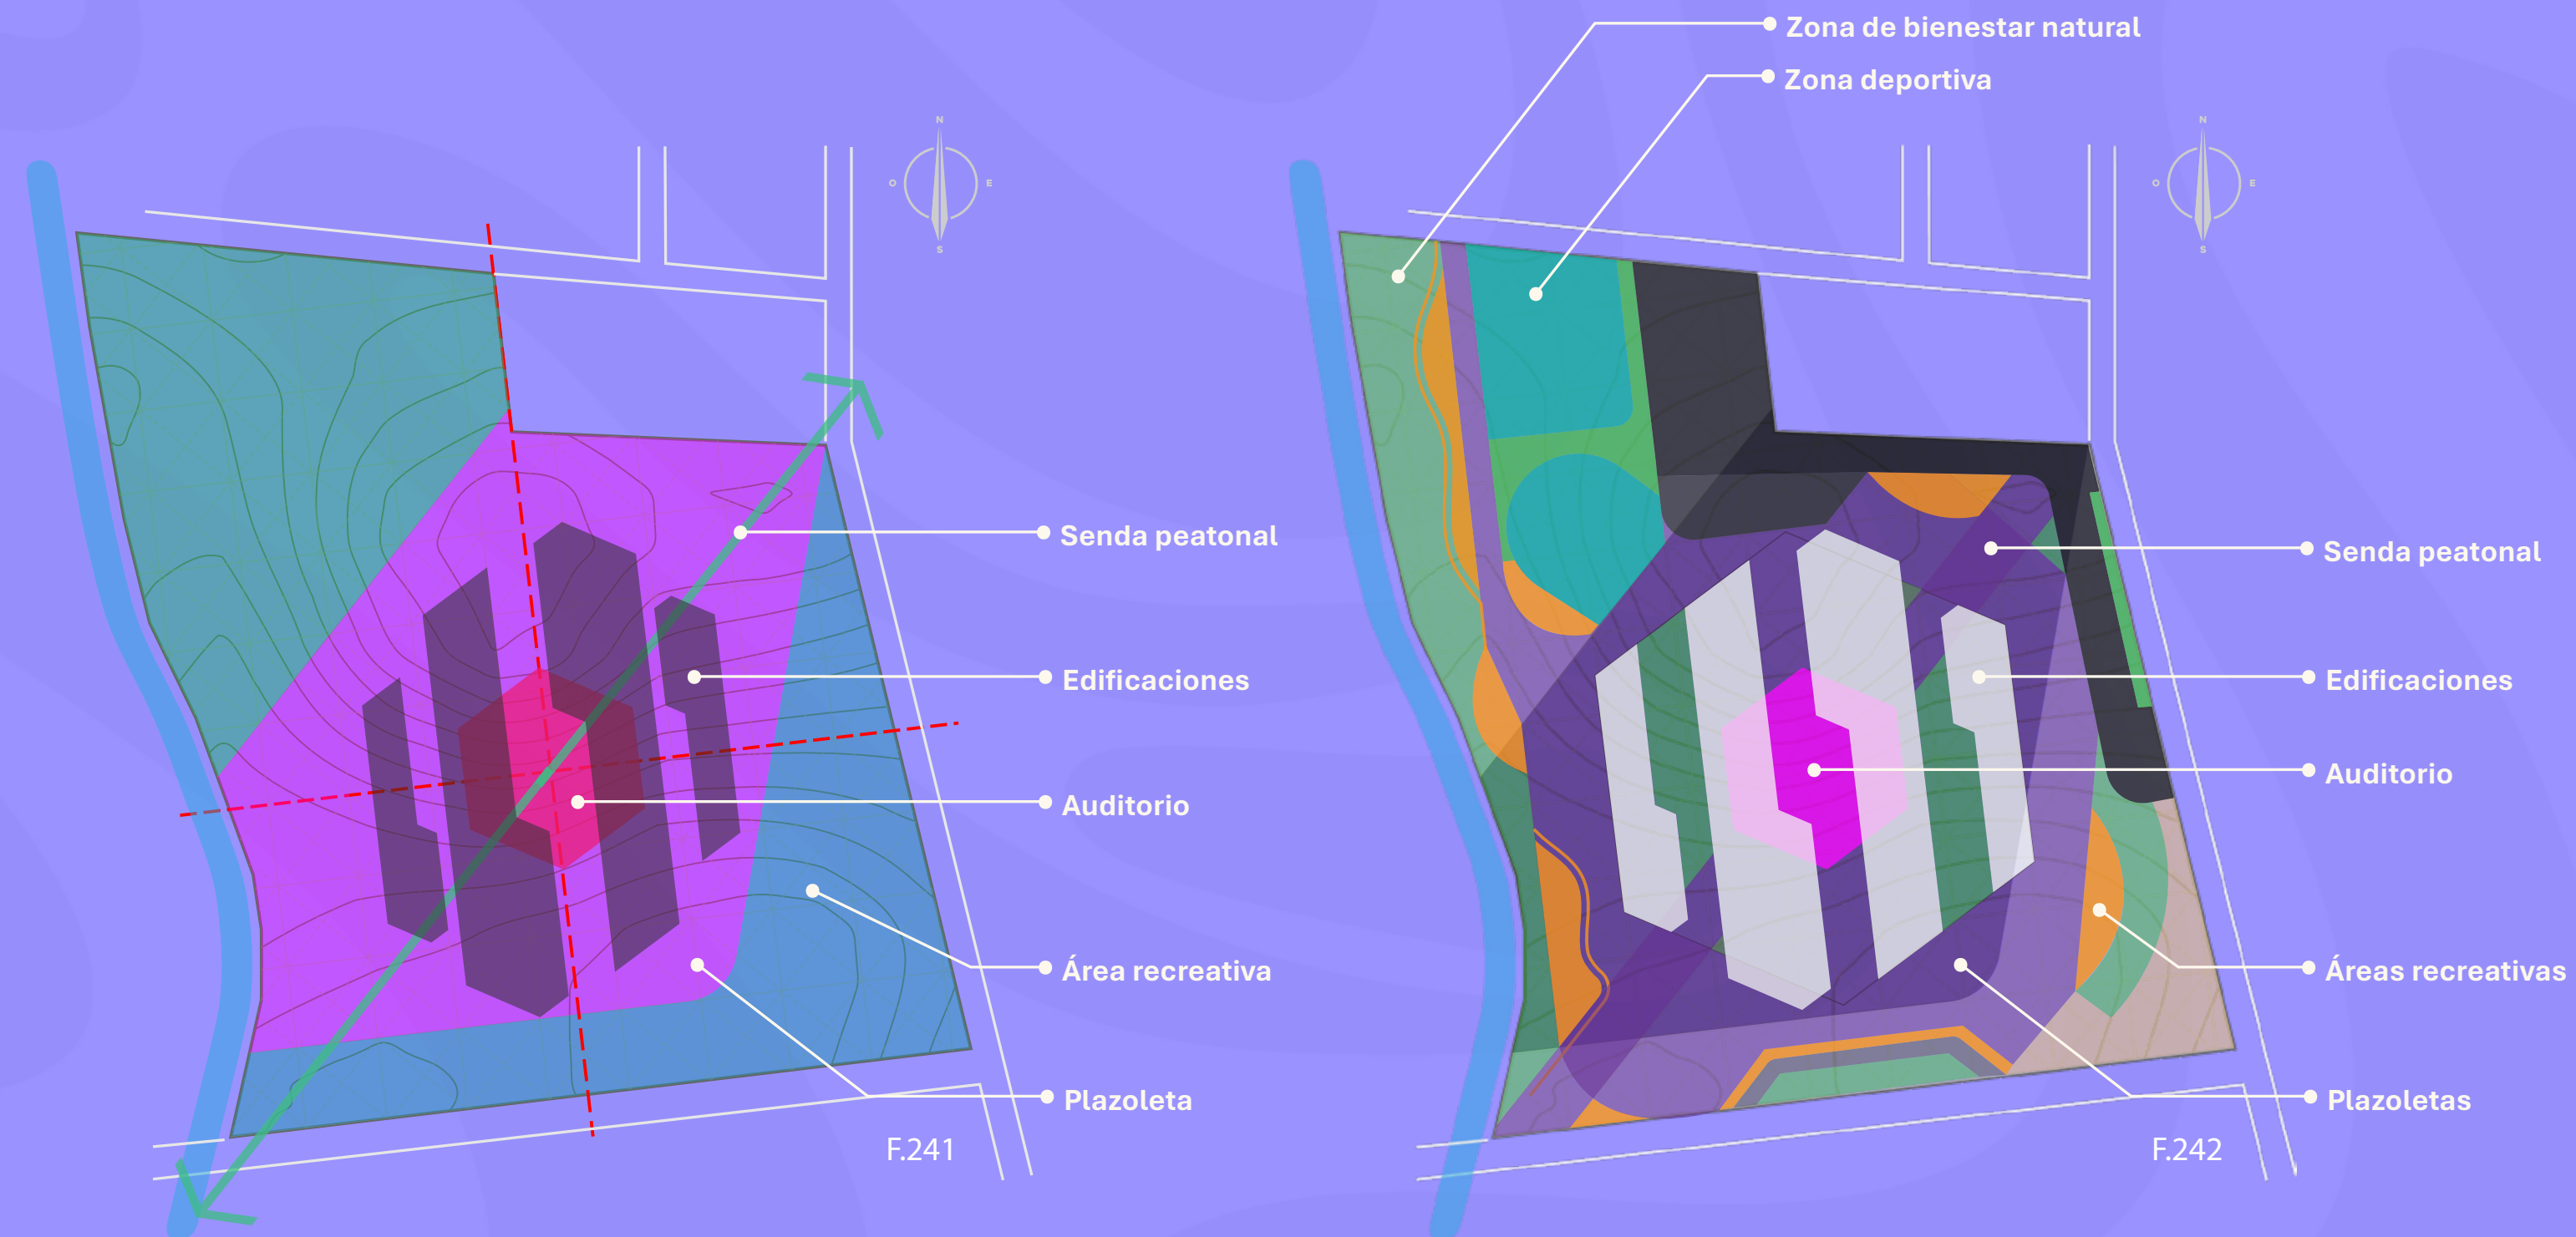 Zona de bienestar natural
Zona deportiva
N
O
E
S
Senda peatonal
Edificaciones
Auditorio
Área recreativa
Plazoleta
F.241
N
O
E
S
Senda peatonal
Edificaciones
Auditorio
Áreas recreativas
Plazoletas
F.242